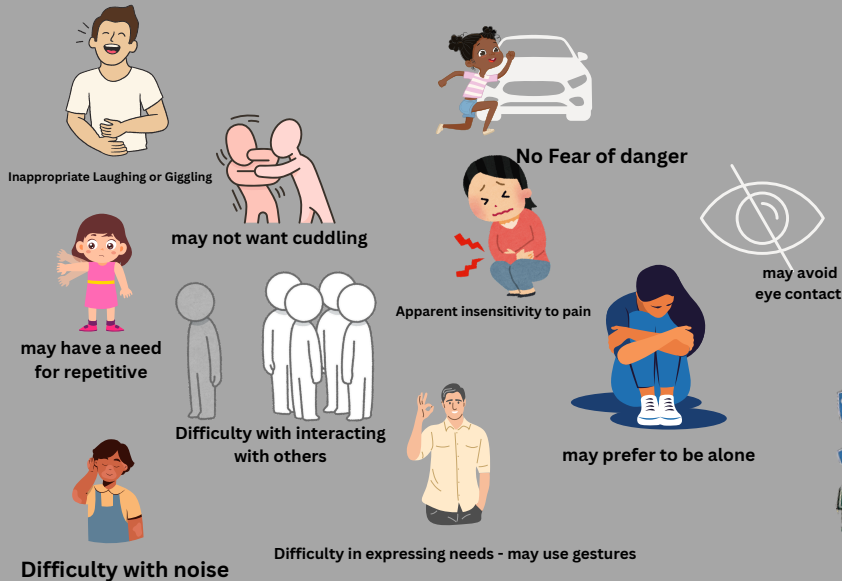 Inappropriate Laughing or Giggling
No Fear of danger
may not want cuddling
may avoid
eye contact
Apparent insensitivity to pain
may have a need
for repetitive
Difficulty with interacting
with others
may prefer to be alone
Difficulty in expressing needs - may use gestures
Difficulty with noise